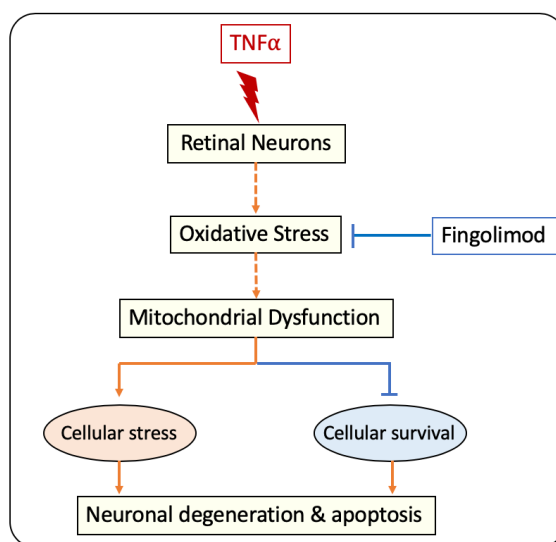 TNFα
Retinal Neurons
Oxidative Stress
Fingolimod
Mitochondrial Dysfunction
Cellular stress
Cellular survival
Neuronal degeneration & apoptosis